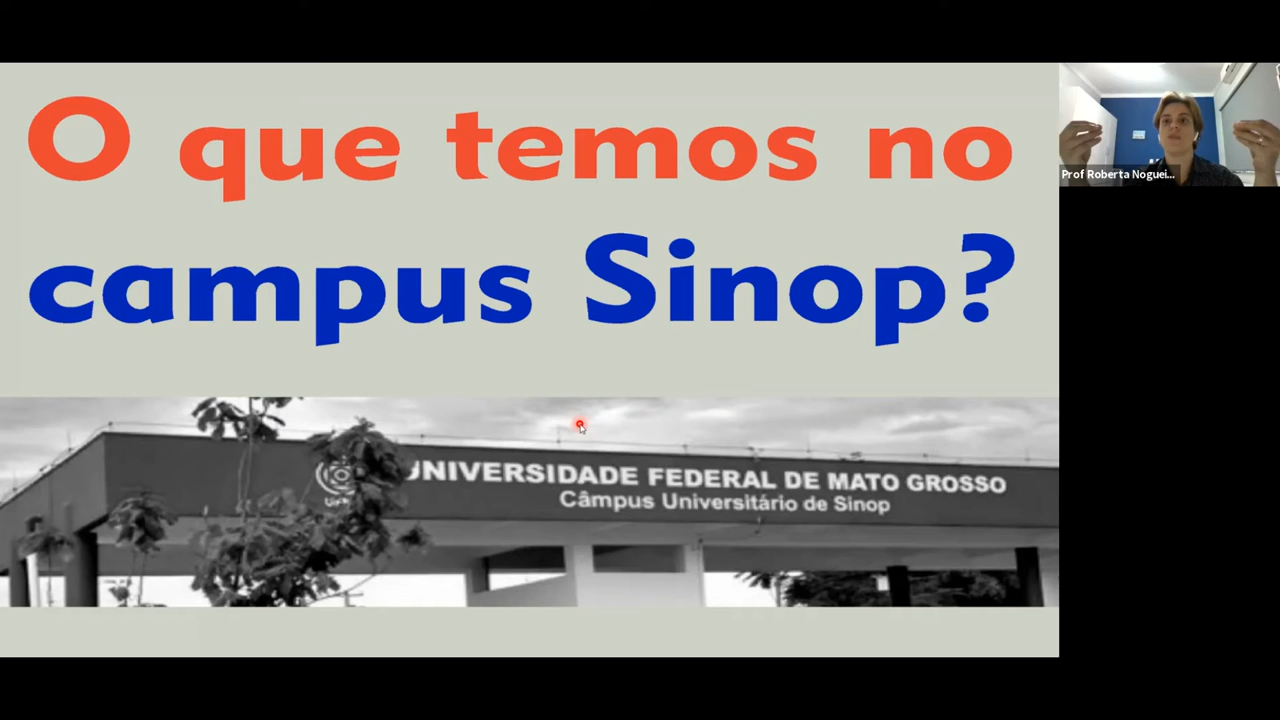 O que temos no
campus Sinop?
Prof Roberta Noguei...
UNIVERSIDADE FEDERAL DE MATO GROSSO
Câmpus Universitário de Sinop